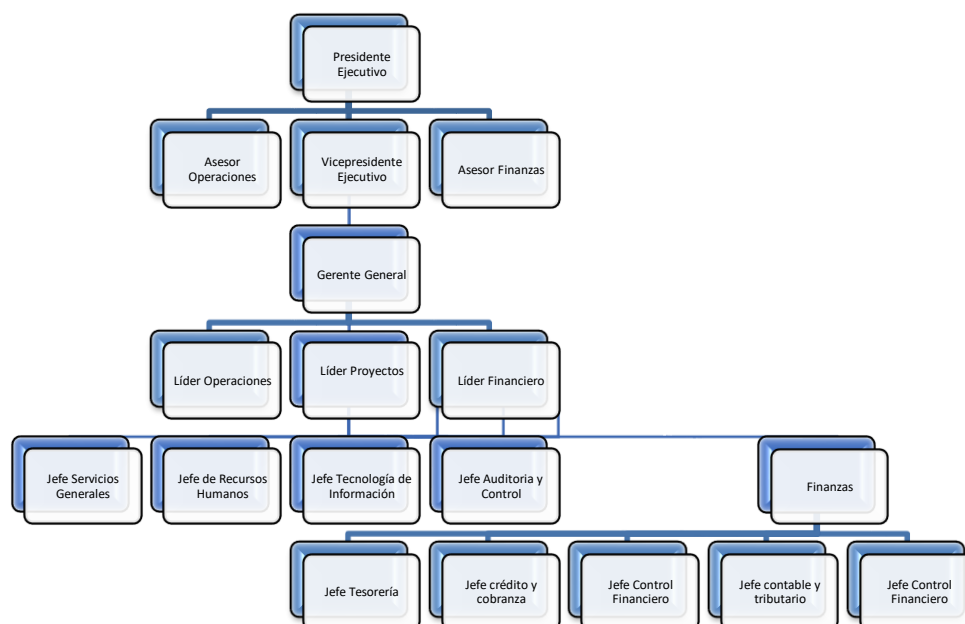 Presidente
Ejecutivo
Asesor
Operaciones
Vicepresidente
Ejecutivo
Asesor Finanzas
Gerente General
Líder Operaciones
Líder Proyectos
Líder Financiero
Jefe Servicios
Generales
Jefe de Recursos
Humanos
Jefe Tecnología de
Información
Jefe Auditoria y
Control
Finanzas
Jefe Tesorería
Jefe crédito y
cobranza
Jefe Control
Financiero
Jefe contable y
tributario
Jefe Control
Financiero